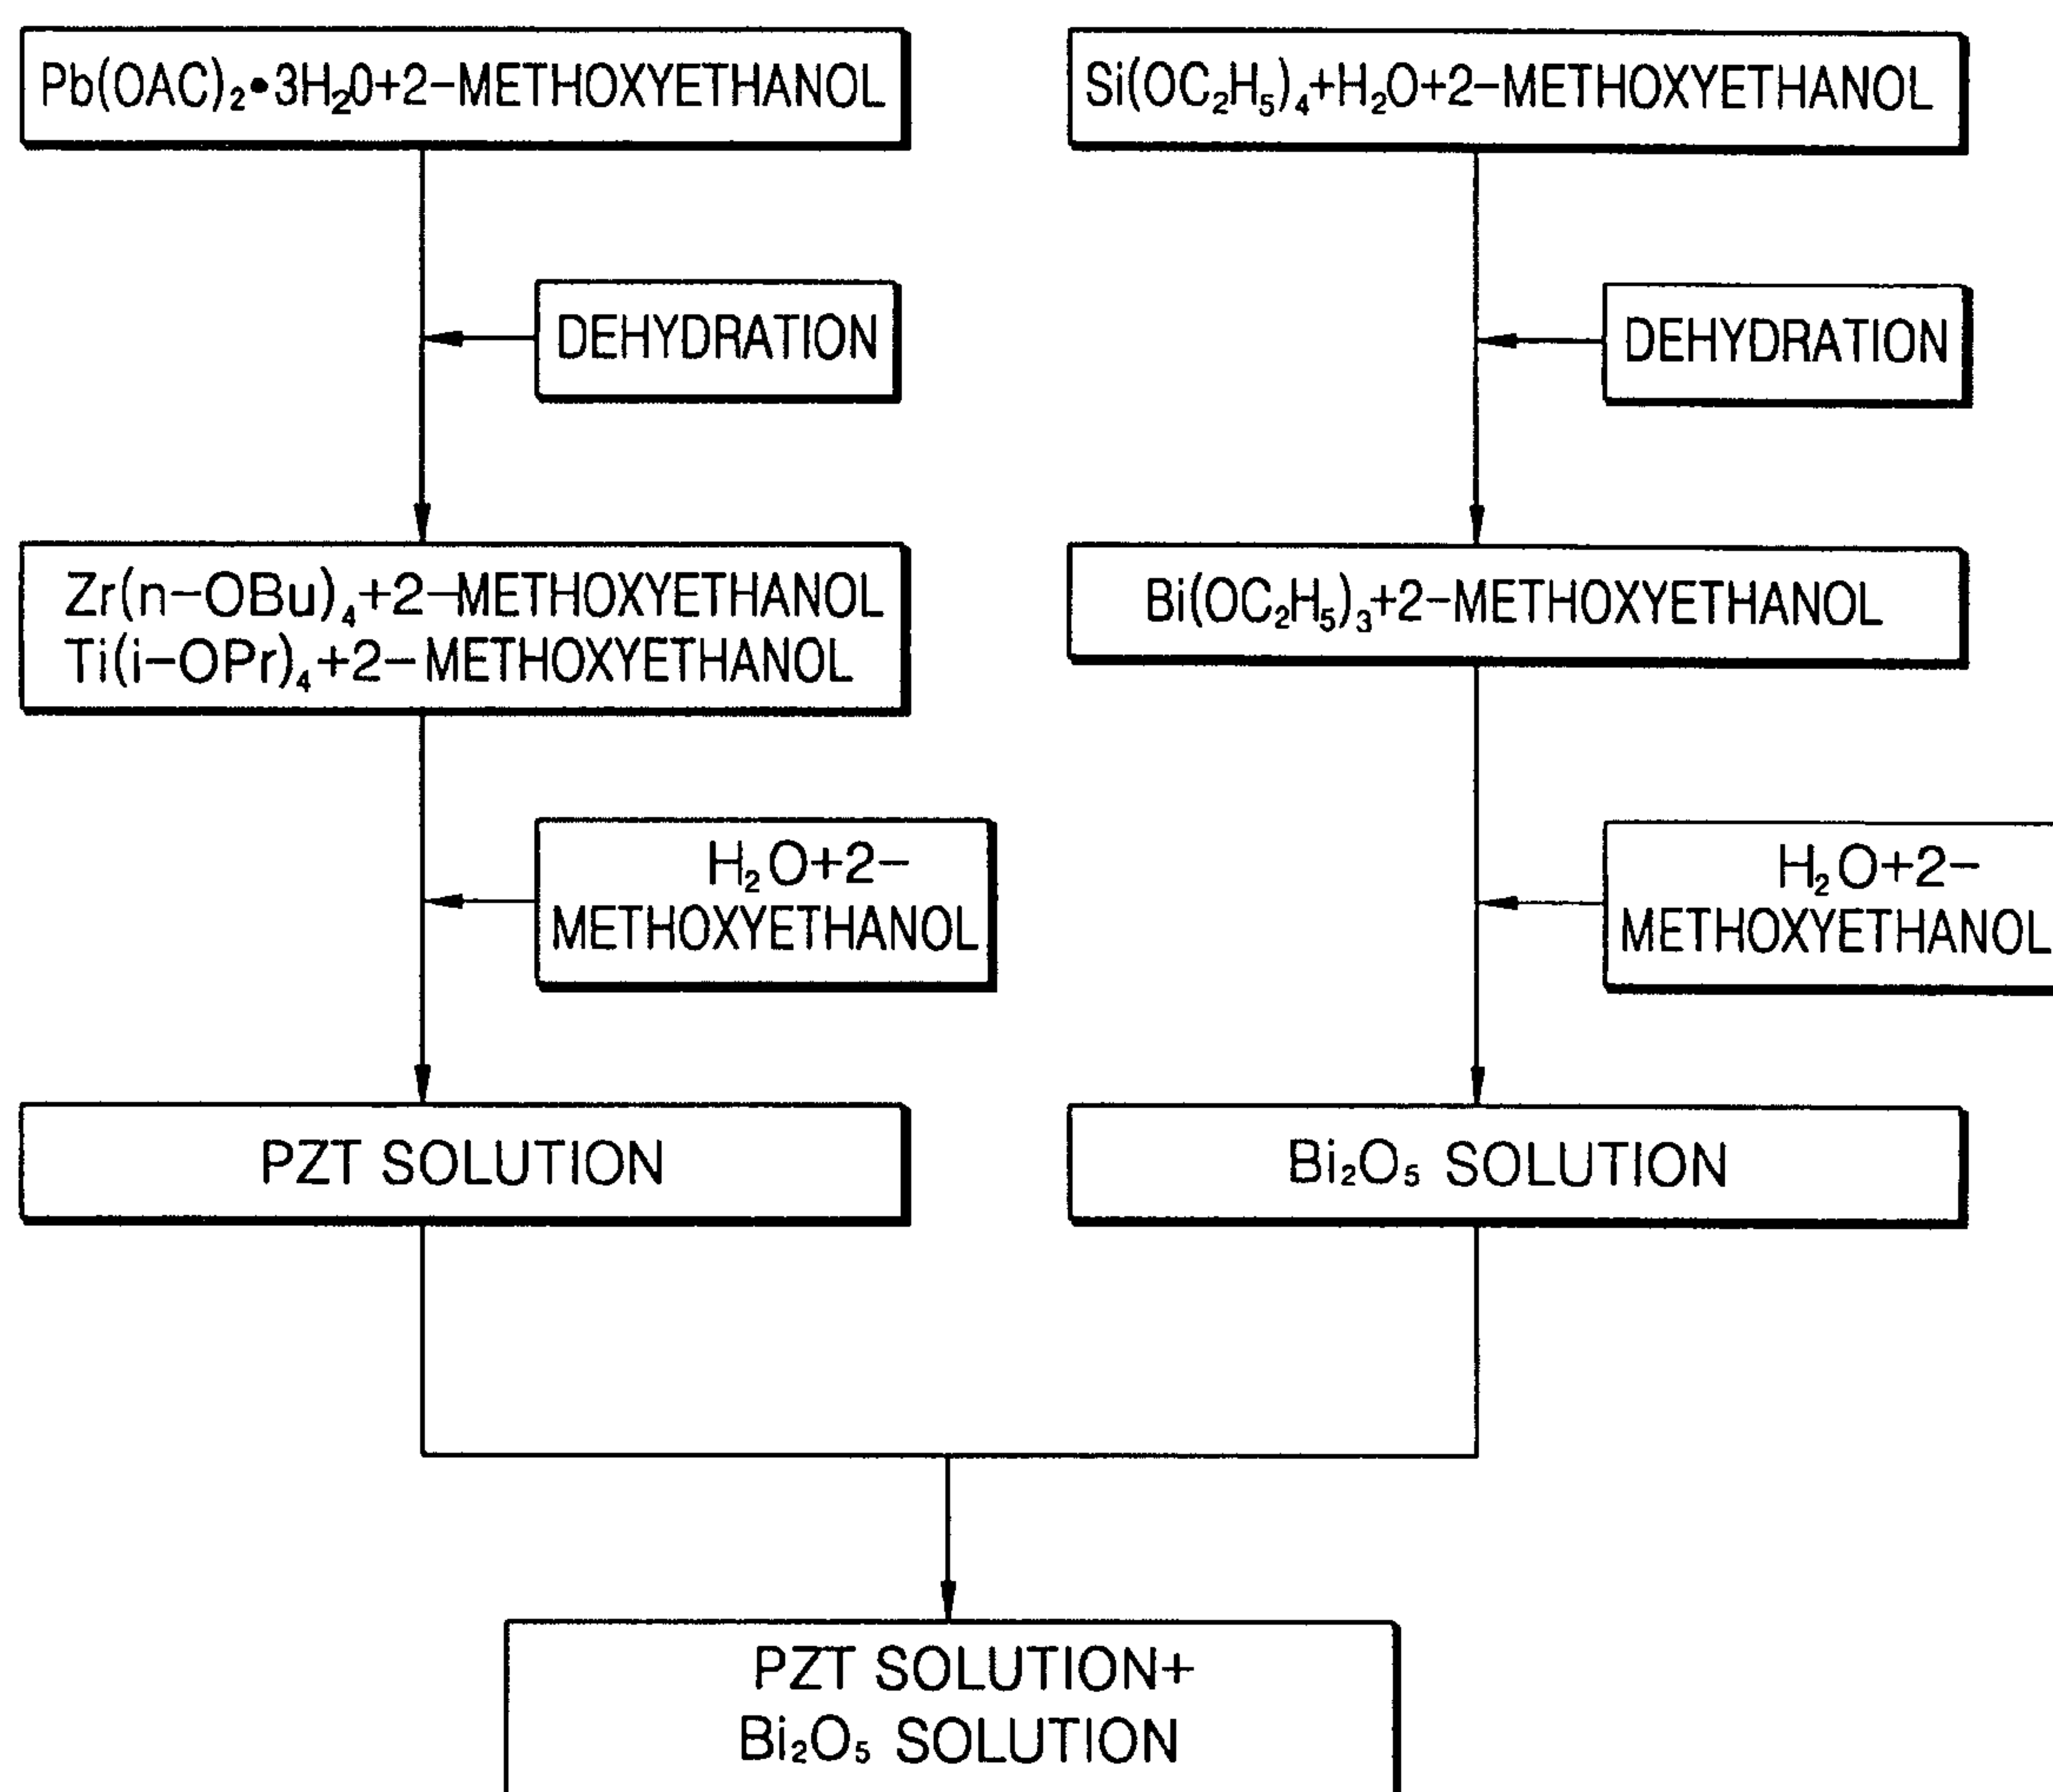 Pb(OAC)₂•3H₂O+2-METHOXYETHANOL
DEHYDRATION
Zr(n-OBu)₄+2-METHOXYETHANOL
Ti(i-OPr)₄+2-METHOXYETHANOL
H₂O+2-
METHOXYETHANOL
PZT SOLUTION
Si(OC₂H₅)₄+H₂O+2-METHOXYETHANOL
DEHYDRATION
Bi(OC₂H₅)₃+2-METHOXYETHANOL
H₂O+2-
METHOXYETHANOL
Bi₂O₅ SOLUTION
PZT SOLUTION+
Bi₂O₅ SOLUTION